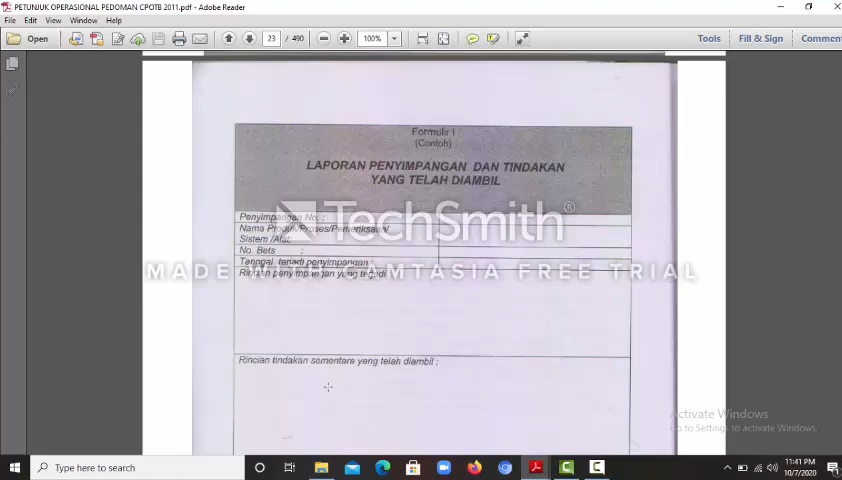 PETUNJUK OPERASIONAL PEDOMAN CPOTB 2011.pdf - Adobe Reader
File Edit View Window Help
Open 23 / 490 100% Tools Fill & Sign Comment
Formulir I
(Contoh)
LAPORAN PENYIMPANGAN DAN TINDAKAN
YANG TELAH DIAMBIL
Penyimpangan No. :
TechSmith®
Nama Produk/Proses/Pemeriksaan/
Sistem /Alat:
No. Bets :
Tanggal terjadi penyimpangan :
MADE WITH CAMTASIA FREE TRIAL
Rincian penyimpangan yang terjadi
Rincian tindakan sementara yang telah diambil :
Activate Windows
Go to Settings to activate Windows.
Type here to search
11:41 PM
10/7/2020